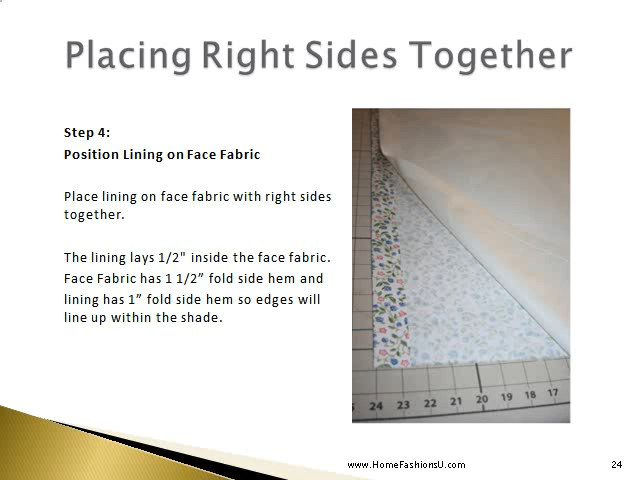 Placing Right Sides Together
Step 4:
Position Lining on Face Fabric
Place lining on face fabric with right sides
together.
The lining lays 1/2" inside the face fabric.
Face Fabric has 1 1/2” fold side hem and
lining has 1” fold side hem so edges will
line up within the shade.
24 23 22 21 20 19 18 17
www.HomeFashionsU.com
24